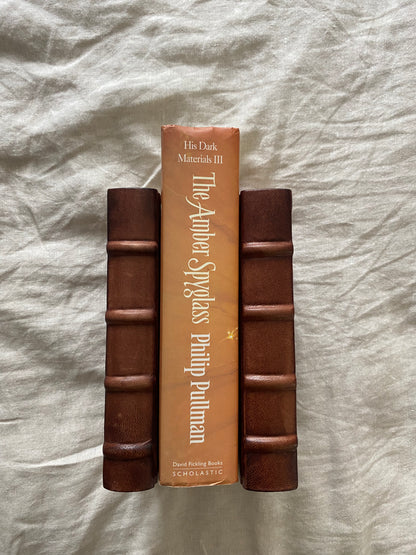 His Dark
Materials III
The Amber Spyglass Philip Pullman
David Fickling Books
SCHOLASTIC